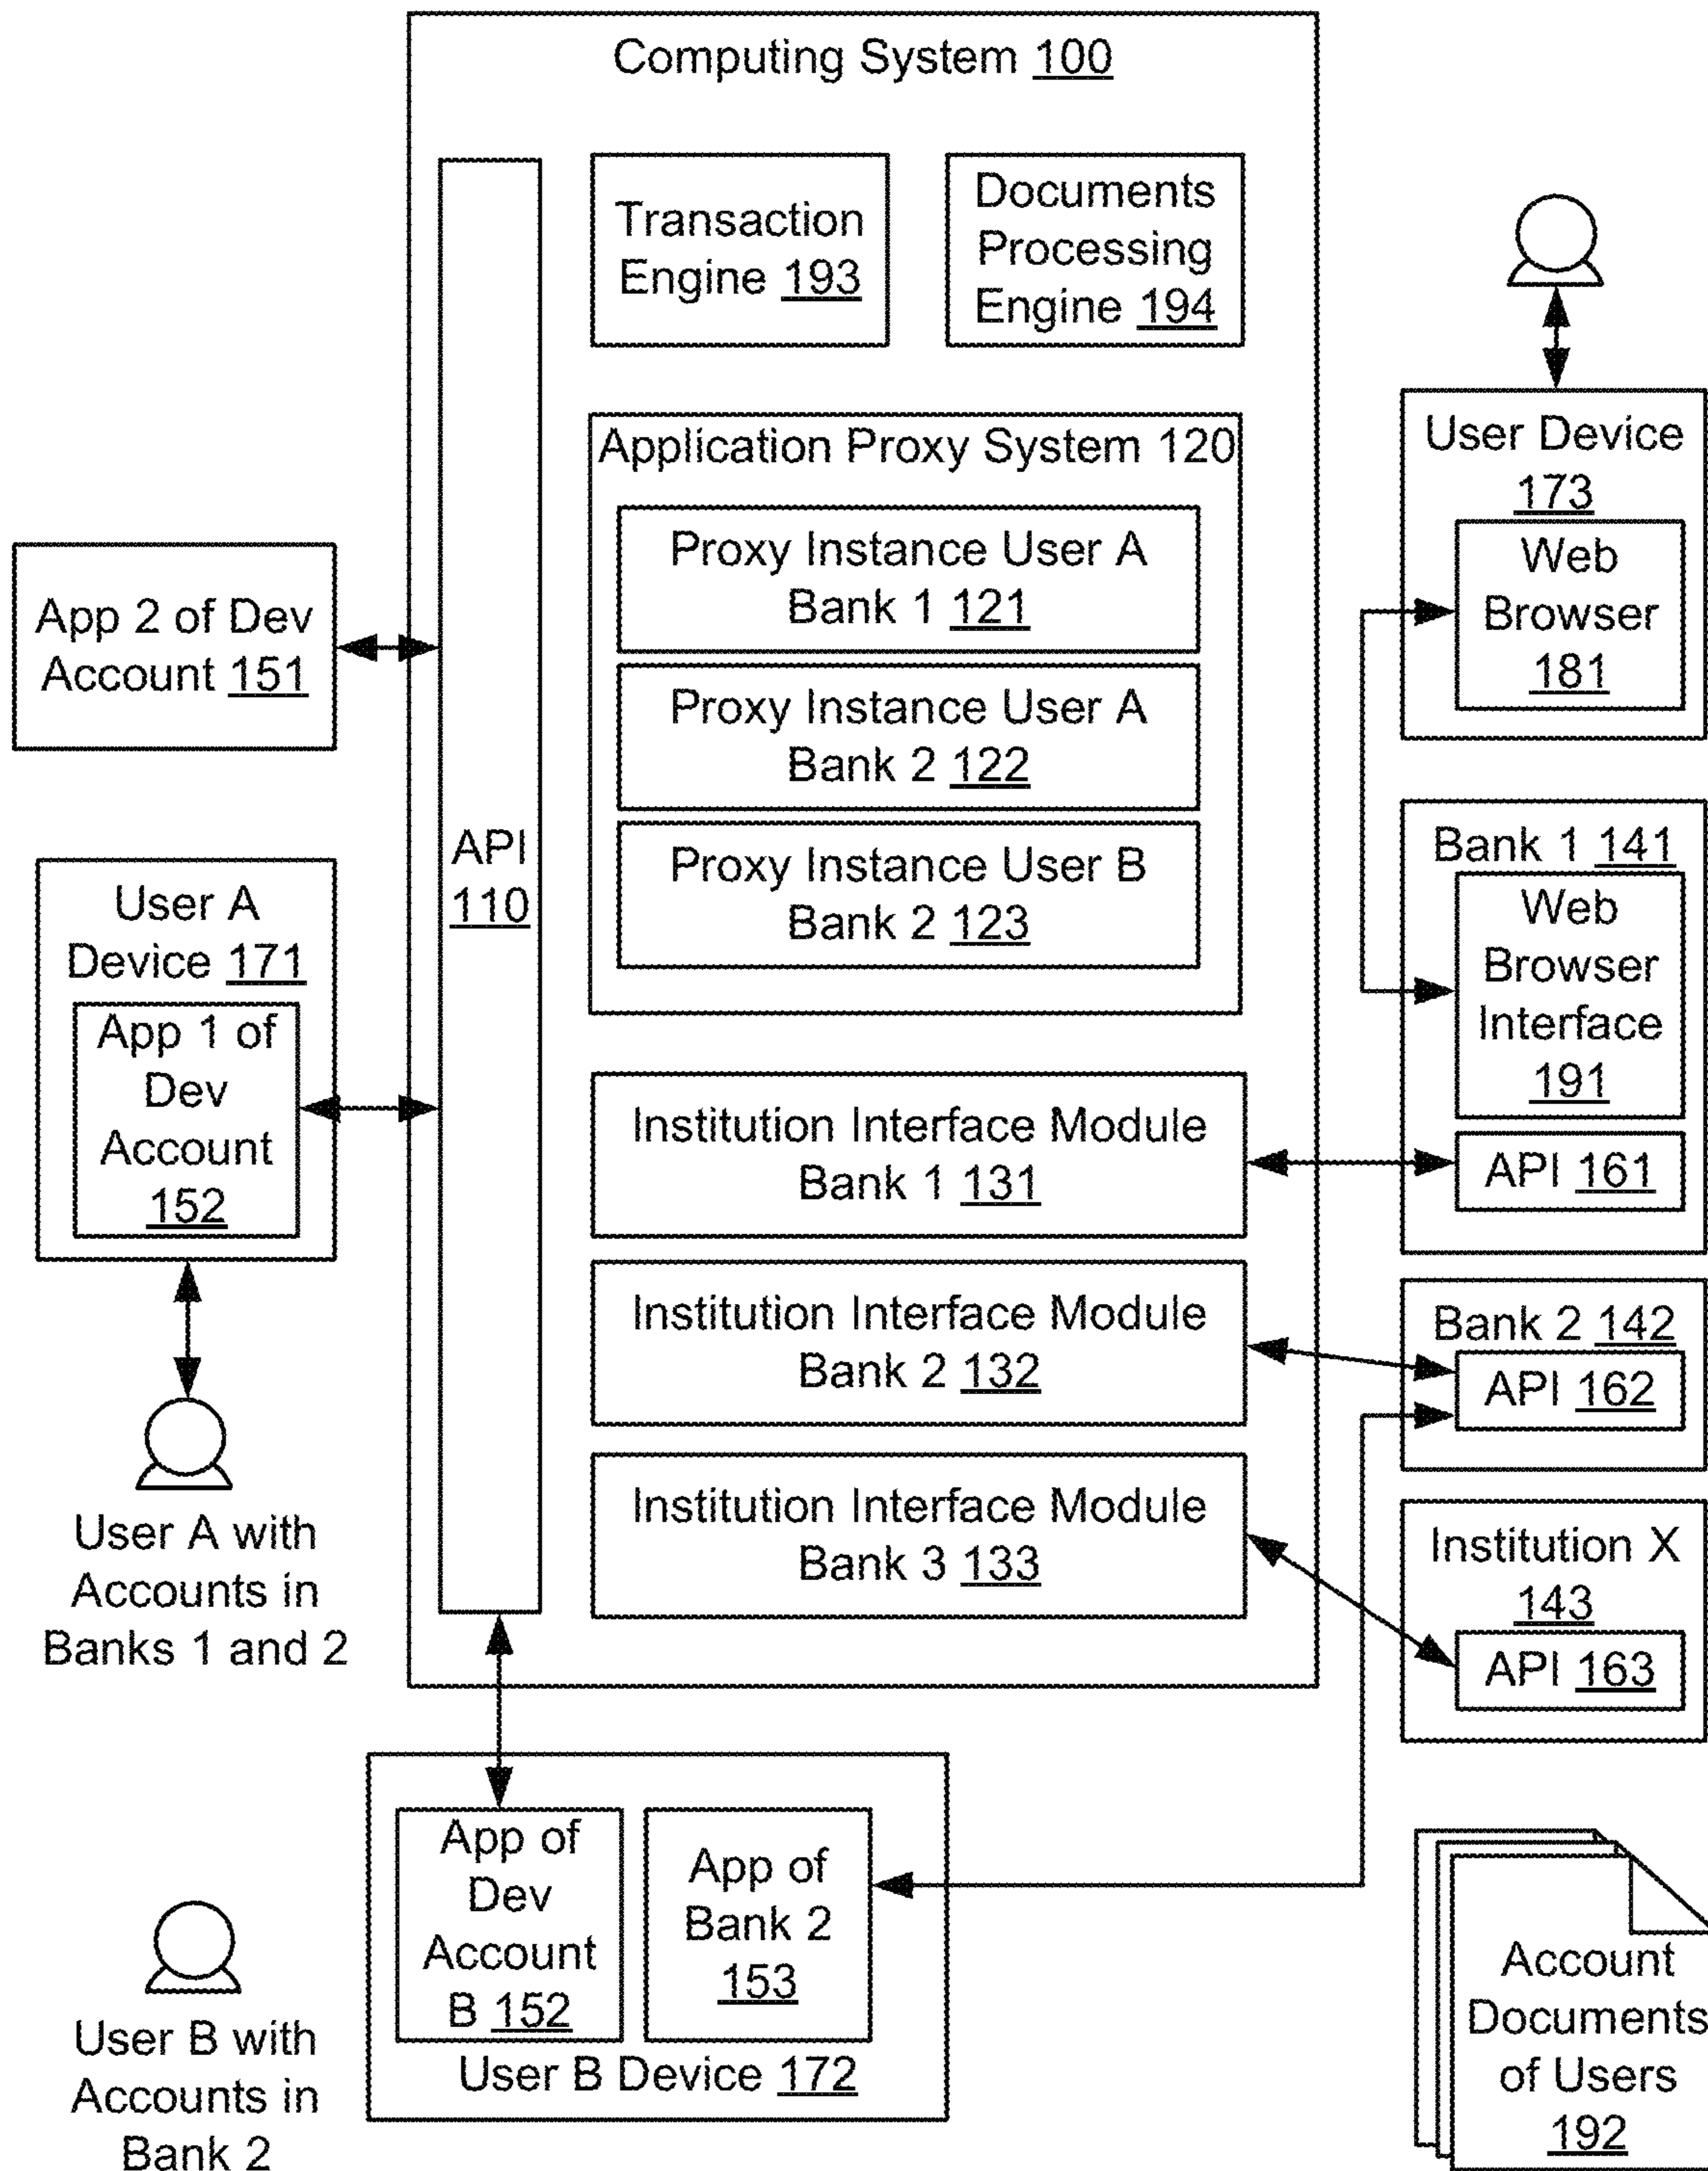 Computing System 100
Transaction
Engine 193
Documents
Processing
Engine 194
Application Proxy System 120
Proxy Instance User A
Bank 1 121
Proxy Instance User A
Bank 2 122
Proxy Instance User B
Bank 2 123
API
110
Institution Interface Module
Bank 1 131
Institution Interface Module
Bank 2 132
Institution Interface Module
Bank 3 133
App 2 of Dev
Account 151
User A
Device 171
App 1 of
Dev
Account
152
User A with
Accounts in
Banks 1 and 2
User Device
173
Web
Browser
181
Bank 1 141
Web
Browser
Interface
191
API 161
Bank 2 142
API 162
Institution X
143
API 163
App of
Dev
Account
B 152
App of
Bank 2
153
User B Device 172
User B with
Accounts in
Bank 2
Account
Documents
of Users
192